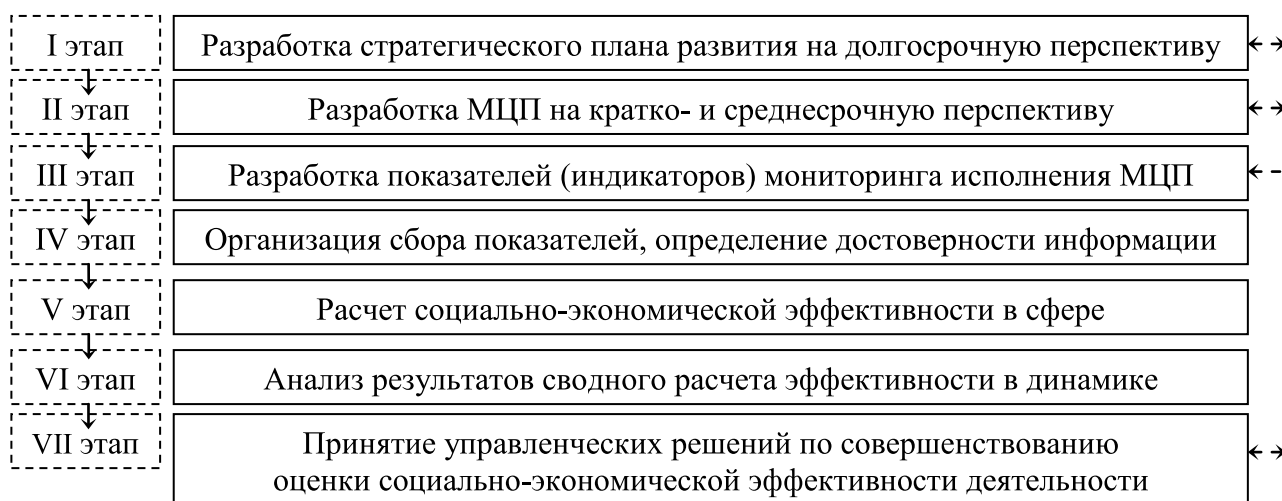 I этап
Разработка стратегического плана развития на долгосрочную перспективу
II этап
Разработка МЦП на кратко- и среднесрочную перспективу
III этап
Разработка показателей (индикаторов) мониторинга исполнения МЦП
IV этап
Организация сбора показателей, определение достоверности информации
V этап
Расчет социально-экономической эффективности в сфере
VI этап
Анализ результатов сводного расчета эффективности в динамике
VII этап
Принятие управленческих решений по совершенствованию
оценки социально-экономической эффективности деятельности